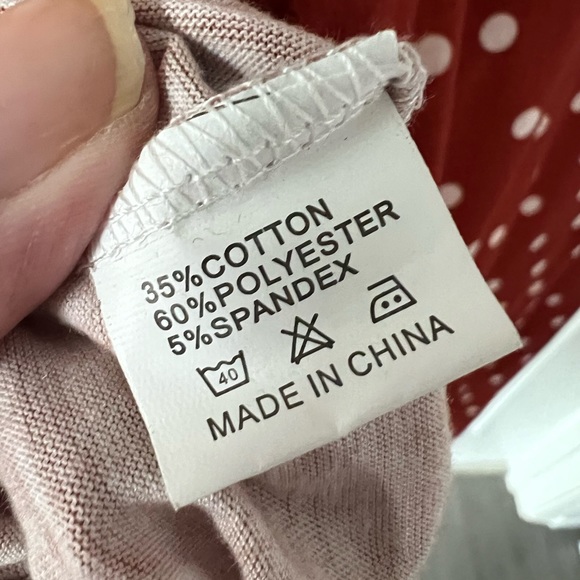 35%COTTON
60%POLYESTER
5%SPANDEX
40
MADE IN CHINA